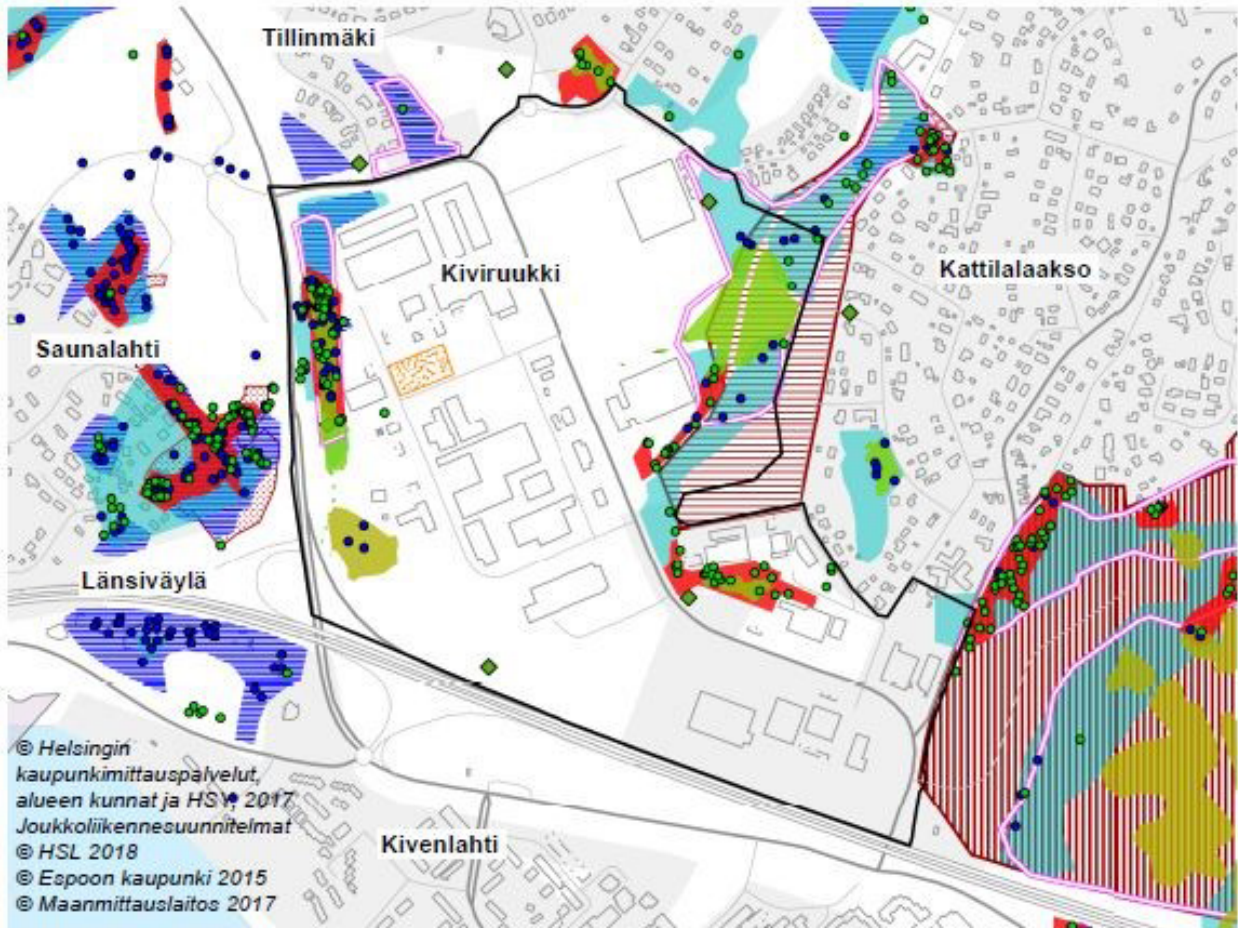 Tillinmäki
Kiviruukki
Kattilalaakso
Saunalahti
Länsiväylä
© Helsingin
kaupunkimittauspalvelut,
alueen kunnat ja HSY, 2017
Joukkoliikennesuunnitelmat
© HSL 2018
© Espoon kaupunki 2015
© Maanmittauslaitos 2017
Kivenlahti